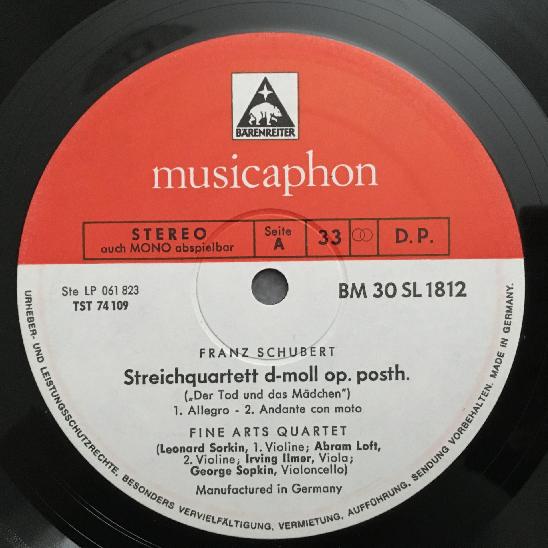 BÄRENREITER
musicaphon
STEREO
auch MONO abspielbar
Seite
A
33
D.P.
Ste LP 061 823
TST 74 109
BM 30 SL 1812
FRANZ SCHUBERT
Streichquartett d-moll op. posth.
(„Der Tod und das Mädchen")
1. Allegro - 2. Andante con moto
FINE ARTS QUARTET
(Leonard Sorkin, 1. Violine; Abram Loft,
2. Violine; Irving Ilmer, Viola;
George Sopkin, Violoncello)
Manufactured in Germany
URHEBER- UND LEISTUNGSSCHUTZRECHTE. BESONDERS VERVIELFÄLTIGUNG, VERMIETUNG, AUFFÜHRUNG, SENDUNG VORBEHALTEN. MADE IN GERMANY.